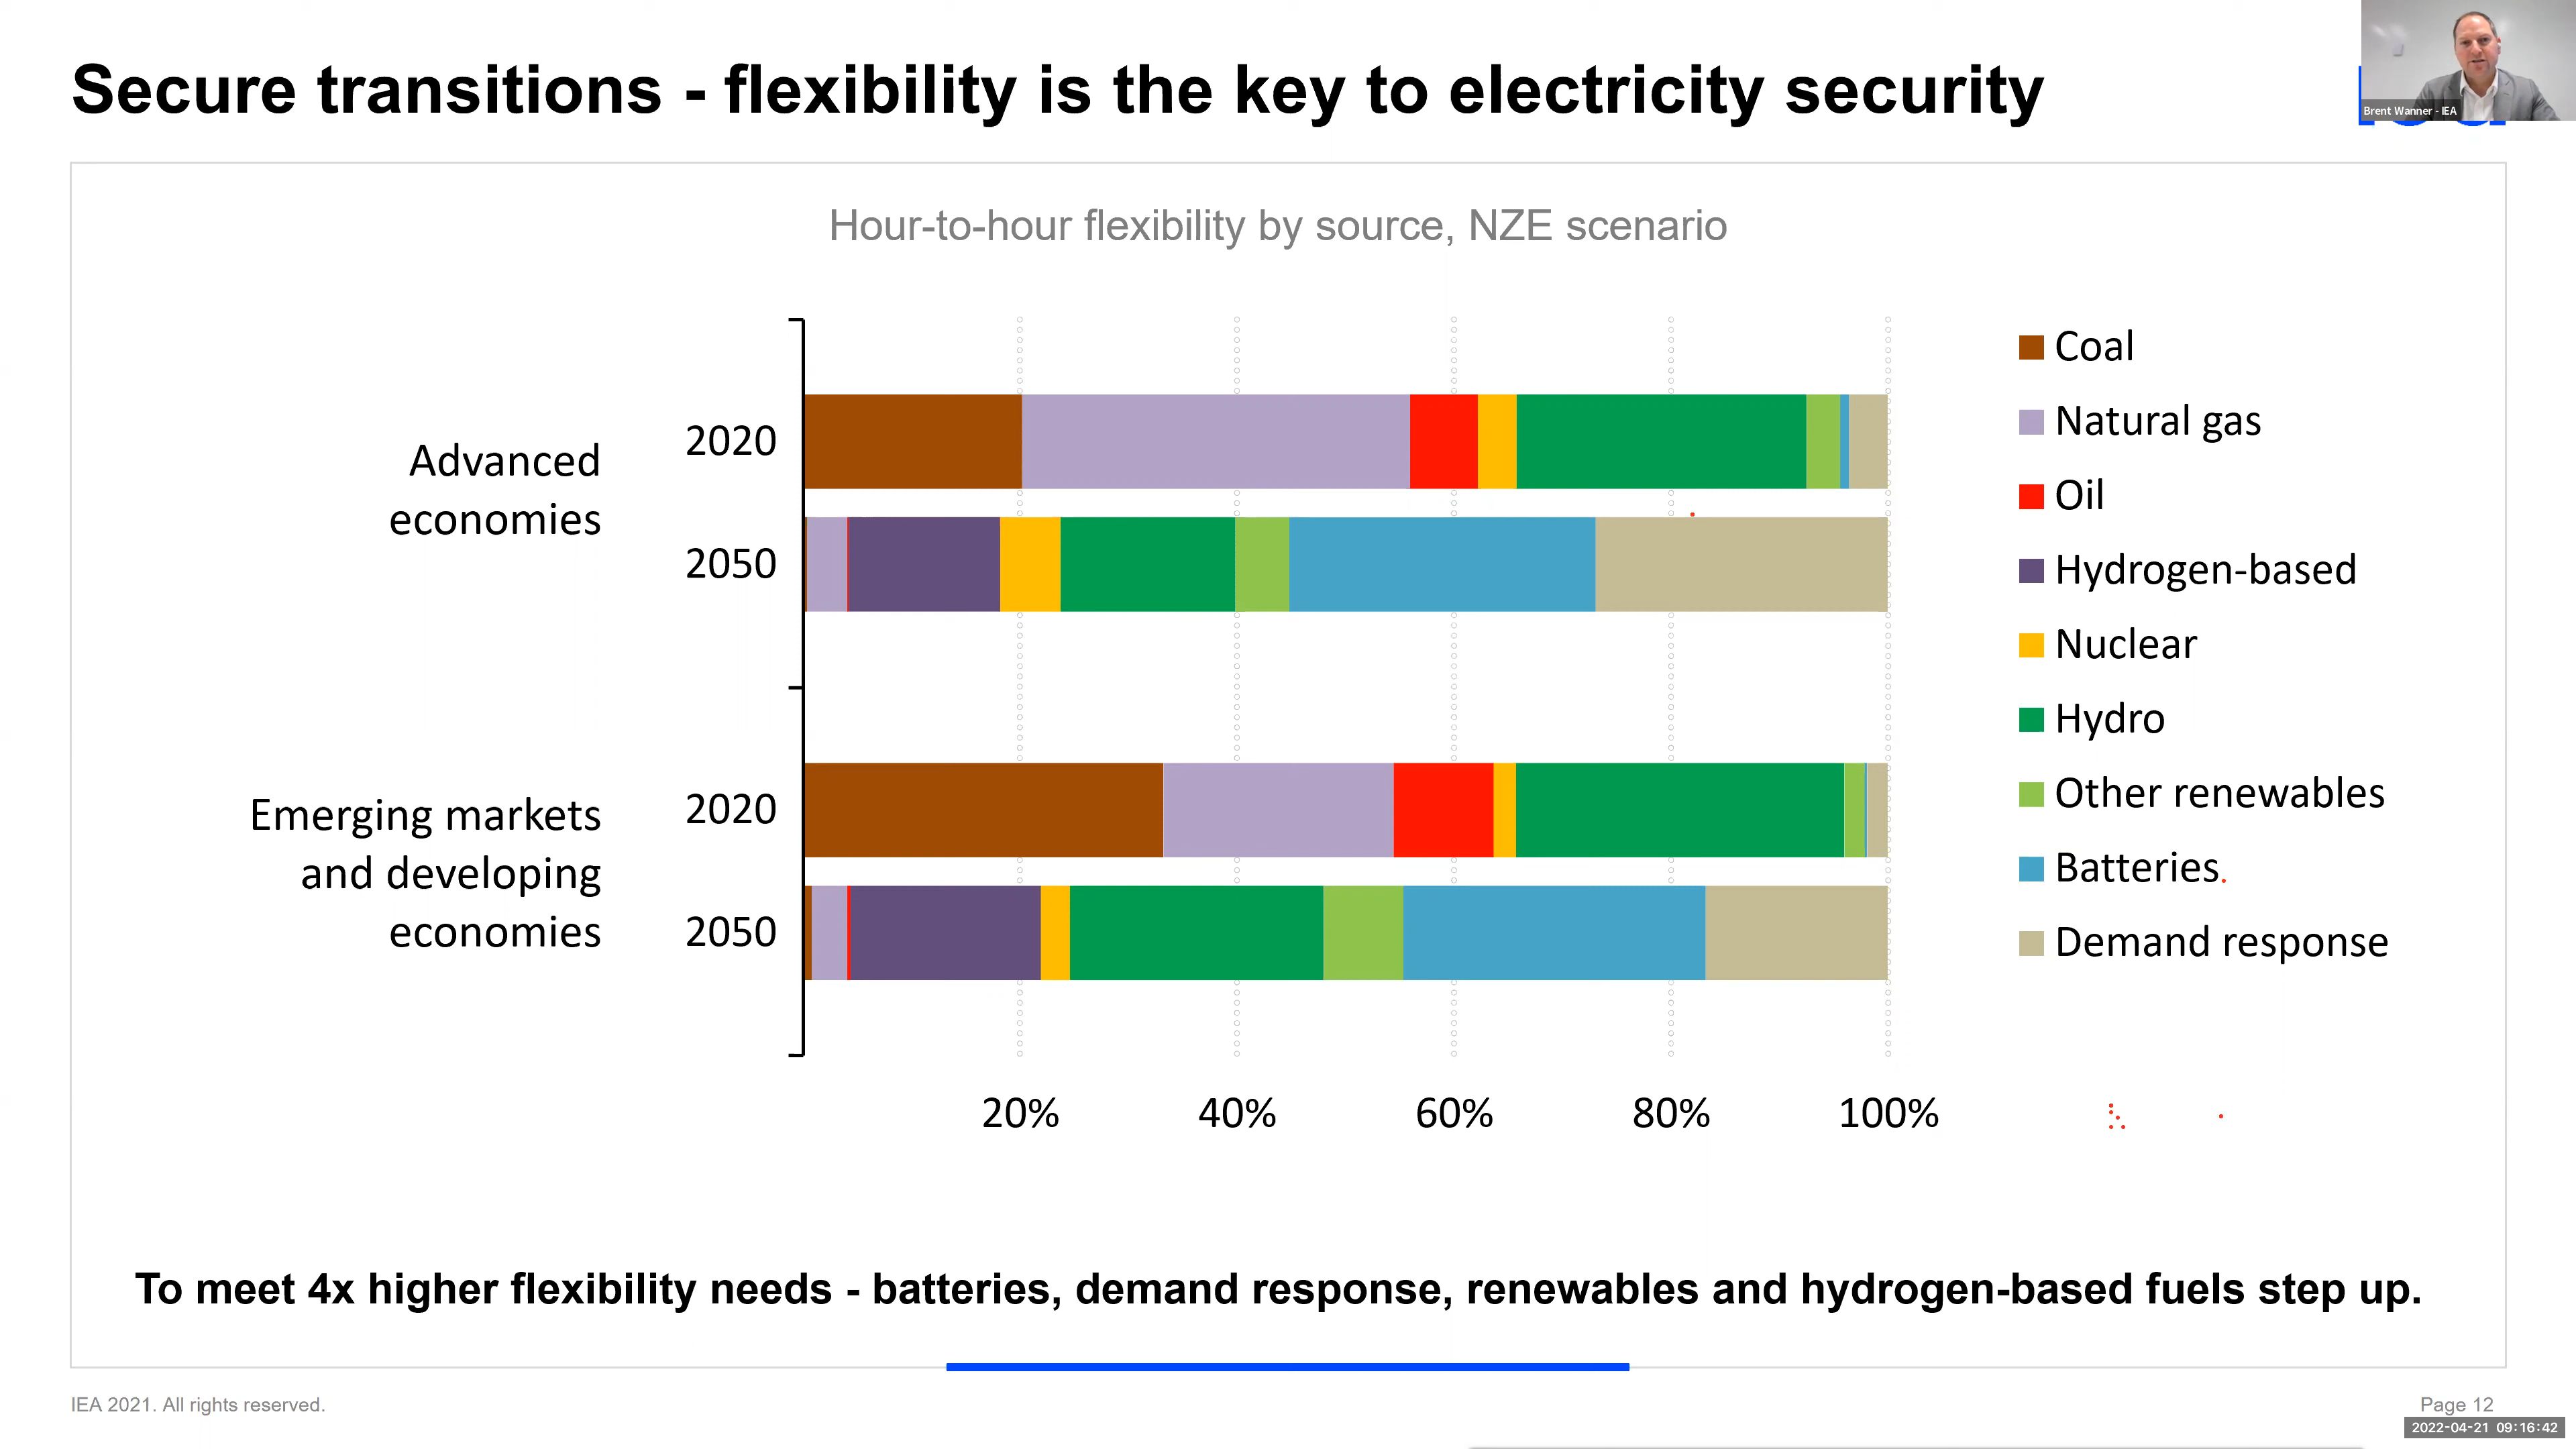 Secure transitions - flexibility is the key to electricity security
Brent Wanner - IEA
Hour-to-hour flexibility by source, NZE scenario
Advanced
economies
2020
2050
Emerging markets
and developing
economies
2020
2050
20% 40% 60% 80% 100%
Coal
Natural gas
Oil
Hydrogen-based
Nuclear
Hydro
Other renewables
Batteries
Demand response
To meet 4x higher flexibility needs - batteries, demand response, renewables and hydrogen-based fuels step up.
IEA 2021. All rights reserved.
Page 12
2022-04-21 09:16:42